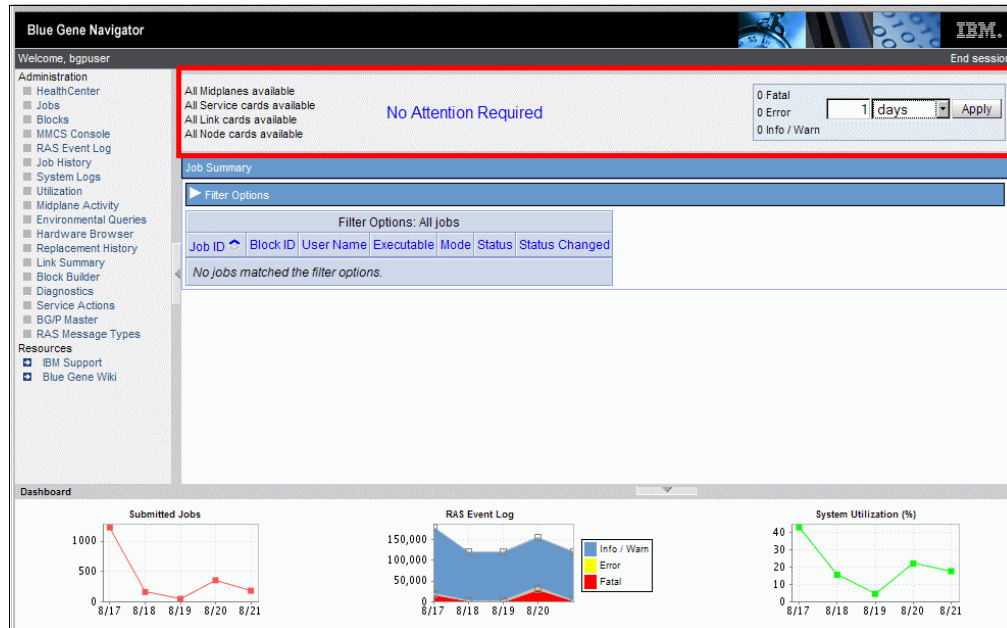 Blue Gene Navigator
IBM.
Welcome, bgpuser
End session
Administration
HealthCenter
Jobs
Blocks
MMCS Console
RAS Event Log
Job History
System Logs
Utilization
Midplane Activity
Environmental Queries
Hardware Browser
Replacement History
Link Summary
Block Builder
Diagnostics
Service Actions
BG/P Master
RAS Message Types
Resources
IBM Support
Blue Gene Wiki
All Midplanes available
All Service cards available
All Link cards available
All Node cards available
No Attention Required
0 Fatal
0 Error
0 Info / Warn
1 days Apply
Job Summary
Filter Options
Filter Options: All jobs
Job ID Block ID User Name Executable Mode Status Status Changed
No jobs matched the filter options.
Dashboard
Submitted Jobs
1000
500
0
8/17 8/18 8/19 8/20 8/21
RAS Event Log
150,000
100,000
50,000
0
8/17 8/18 8/19 8/20
Info / Warn
Error
Fatal
System Utilization (%)
40
30
20
10
0
8/17 8/18 8/19 8/20 8/21